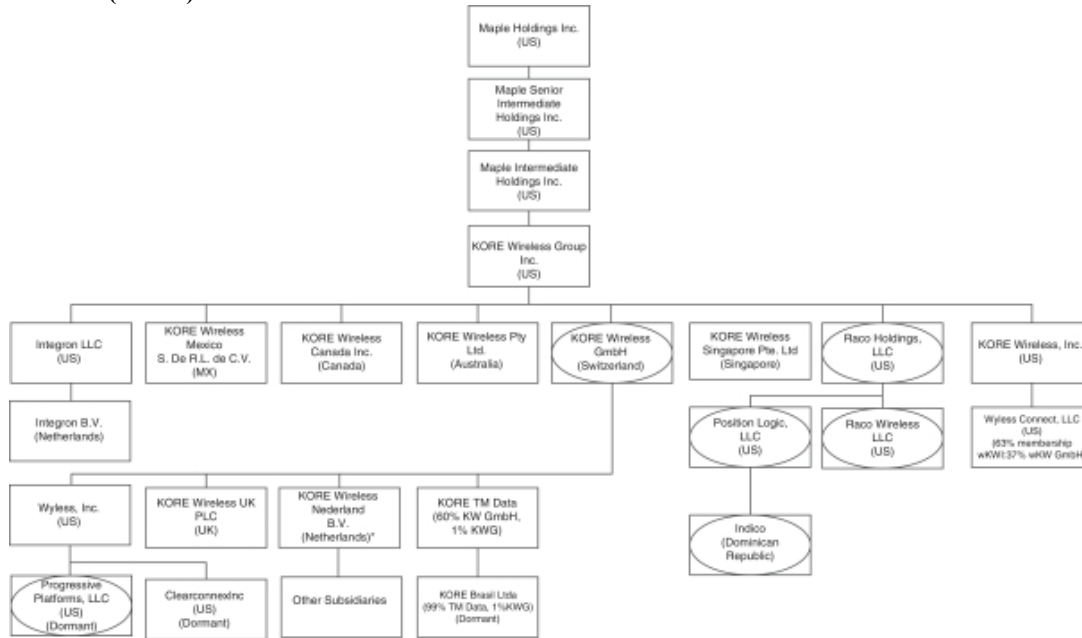 Maple Holdings Inc.
(US)
Maple Senior
Intermediate
Holdings Inc.
(US)
Maple Intermediate
Holdings Inc.
(US)
KORE Wireless Group
Inc.
(US)
Integron LLC
(US)
KORE Wireless
Mexico
S. De R.L. de C.V.
(MX)
KORE Wireless
Canada Inc.
(Canada)
KORE Wireless Pty
Ltd.
(Australia)
KORE Wireless
GmbH
(Switzerland)
KORE Wireless
Singapore Pte. Ltd
(Singapore)
Raco Holdings,
LLC
(US)
KORE Wireless, Inc.
(US)
Integron B.V.
(Netherlands)
Position Logic,
LLC
(US)
Raco Wireless
LLC
(US)
Wyless Connect, LLC
(US)
(63% membership
wKWI:37% wKW GmbH
Wyless, Inc.
(US)
KORE Wireless UK
PLC
(UK)
KORE Wireless
Nederland
B.V.
(Netherlands)*
KORE TM Data
(60% KW GmbH,
1% KWG)
Indico
(Dominican
Republic)
Progressive
Platforms, LLC
(US)
(Dormant)
ClearconnexInc
(US)
(Dormant)
Other Subsidiaries
KORE Brasil Ltda
(99% TM Data, 1%KWG)
(Dormant)